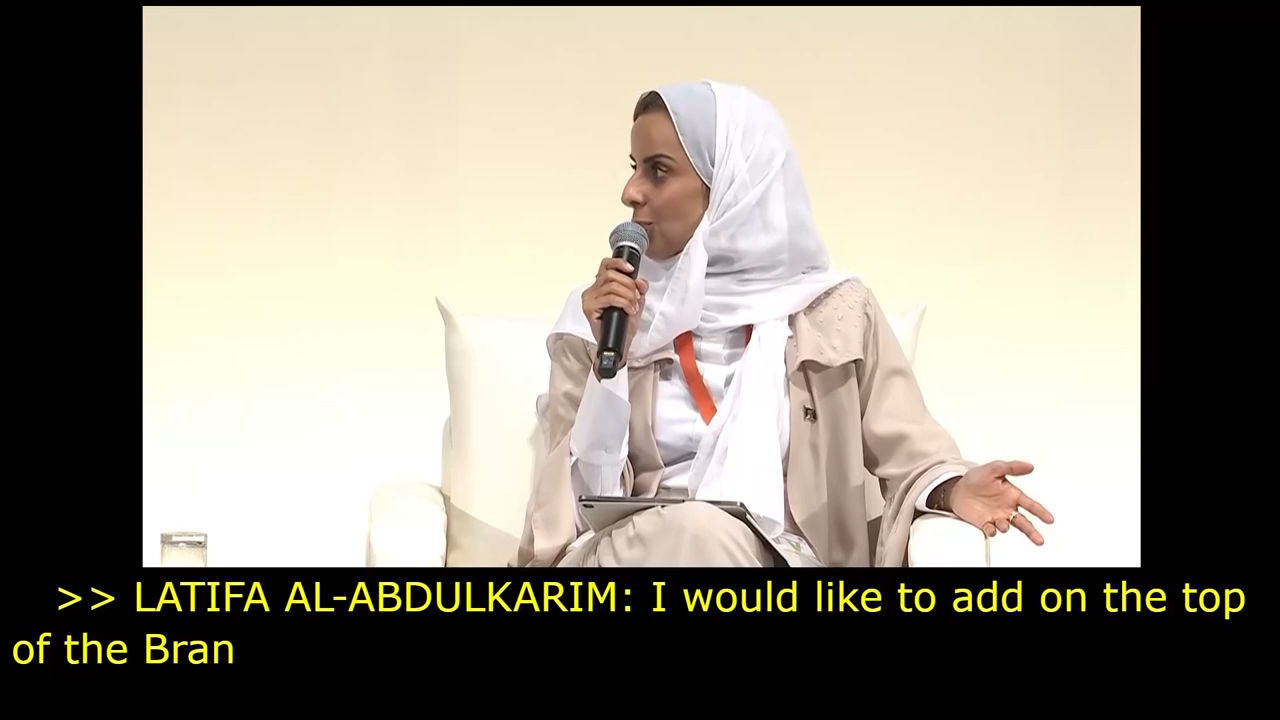 >> LATIFA AL-ABDULKARIM: I would like to add on the top
of the Bran